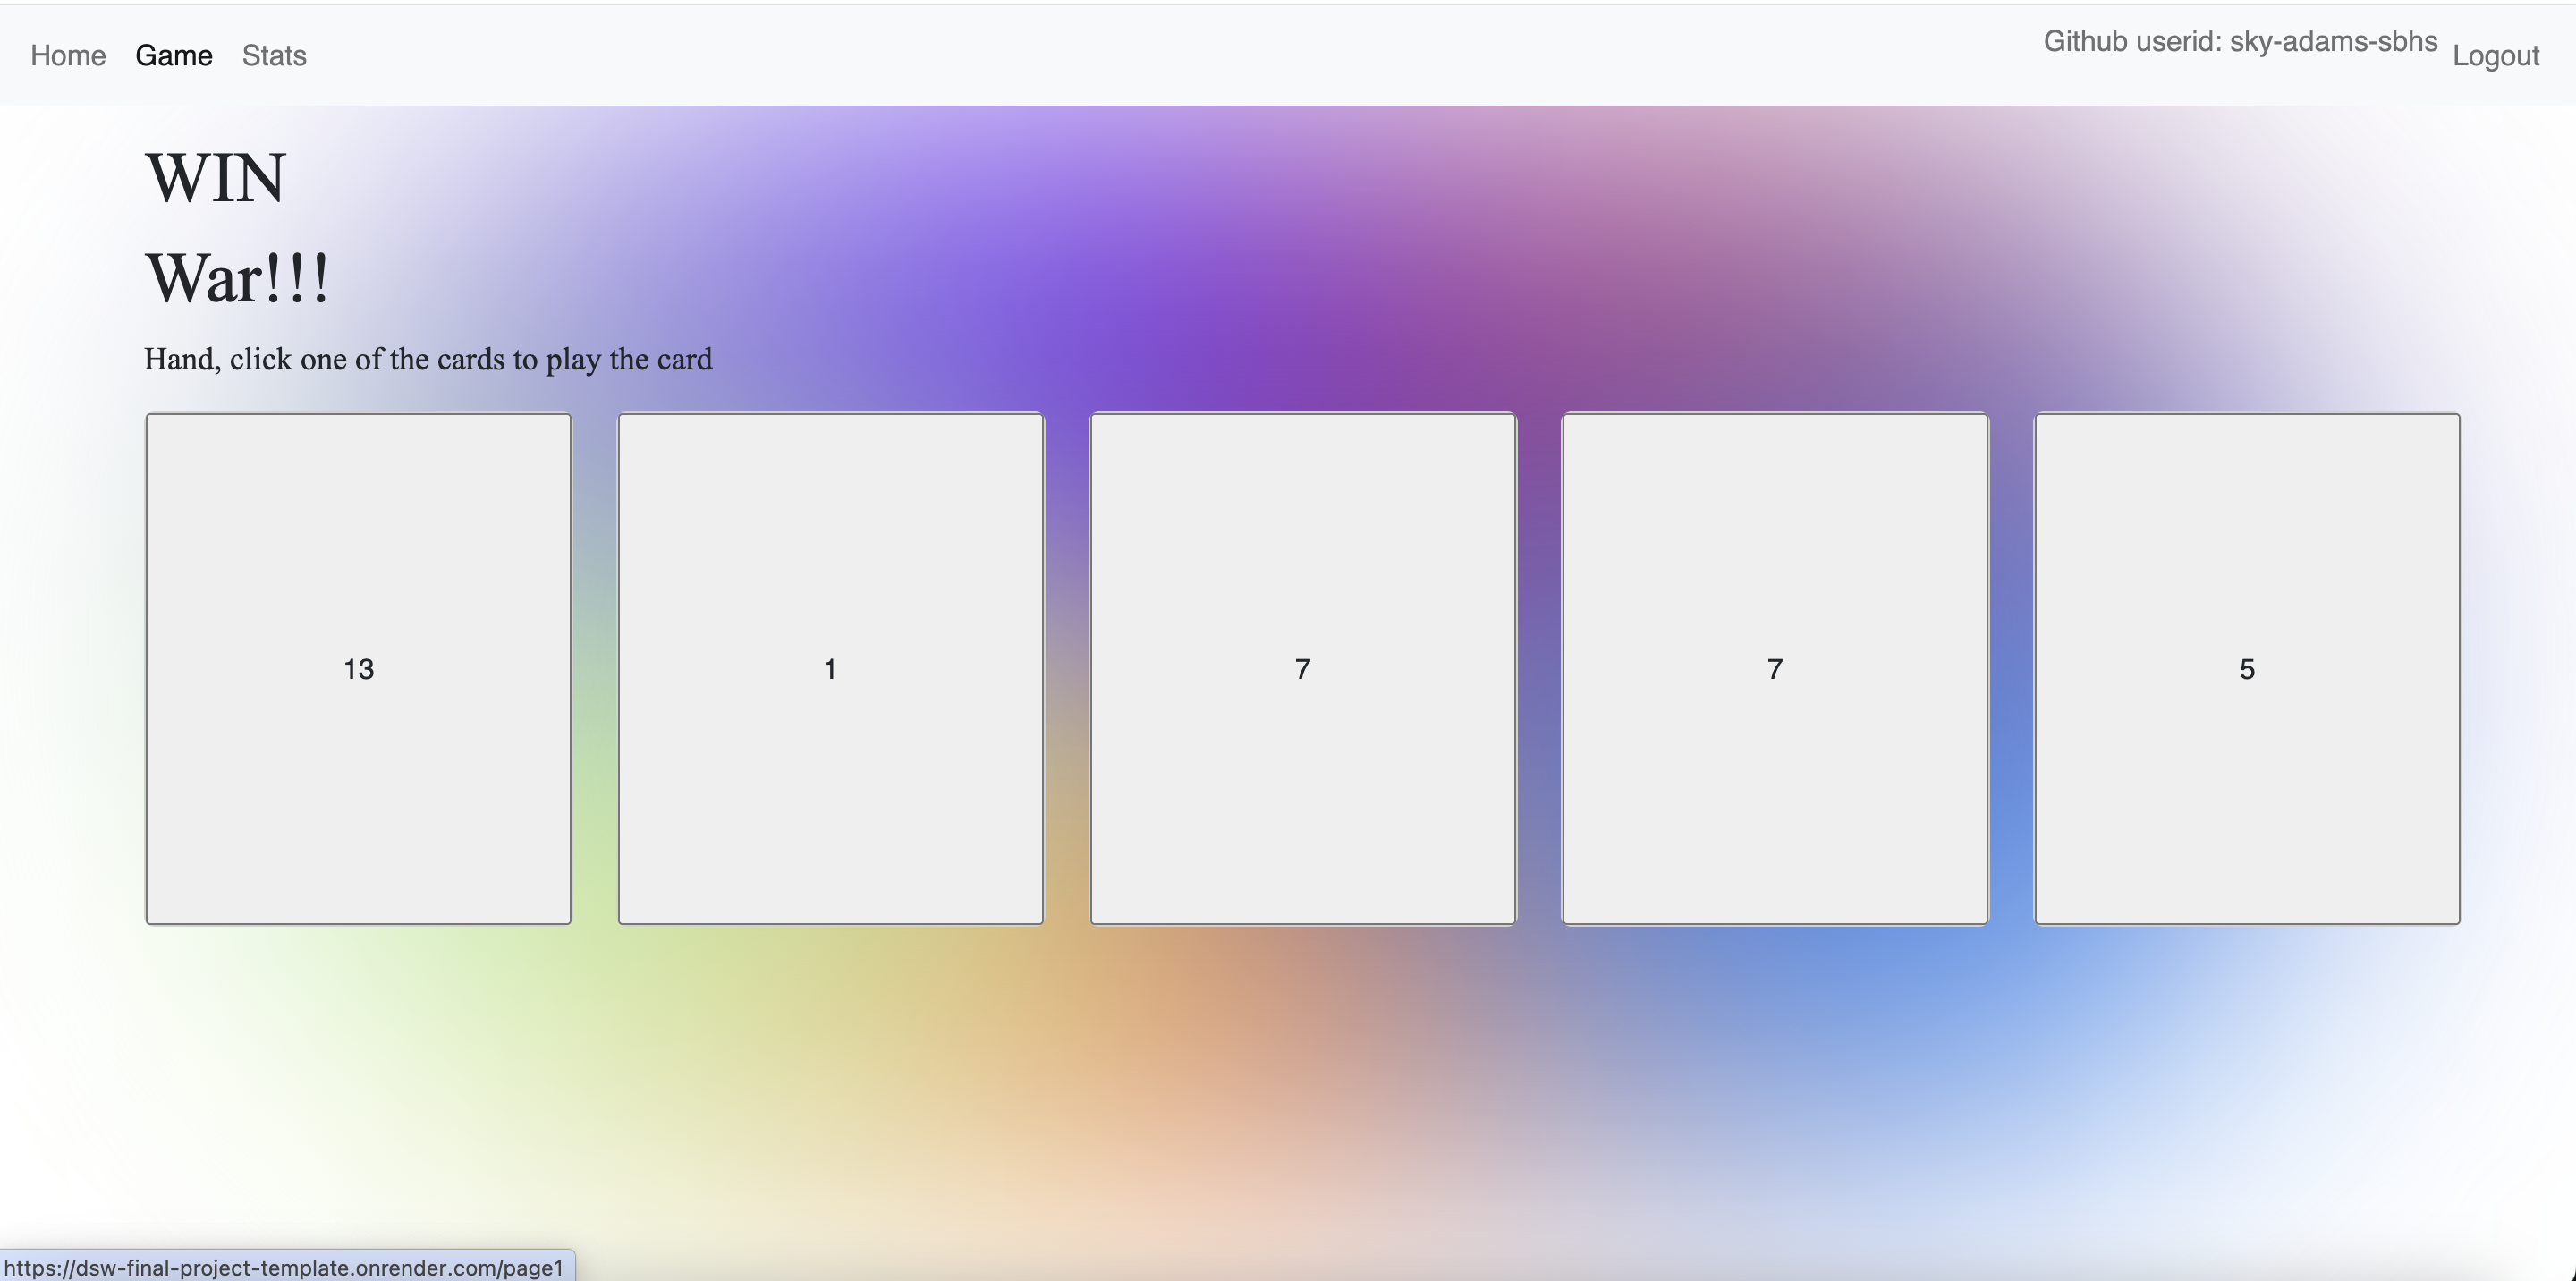 Home Game Stats Github userid: sky-adams-sbhs Logout
WIN
War!!!
Hand, click one of the cards to play the card
13 1 7 7 5
https://dsw-final-project-template.onrender.com/page1